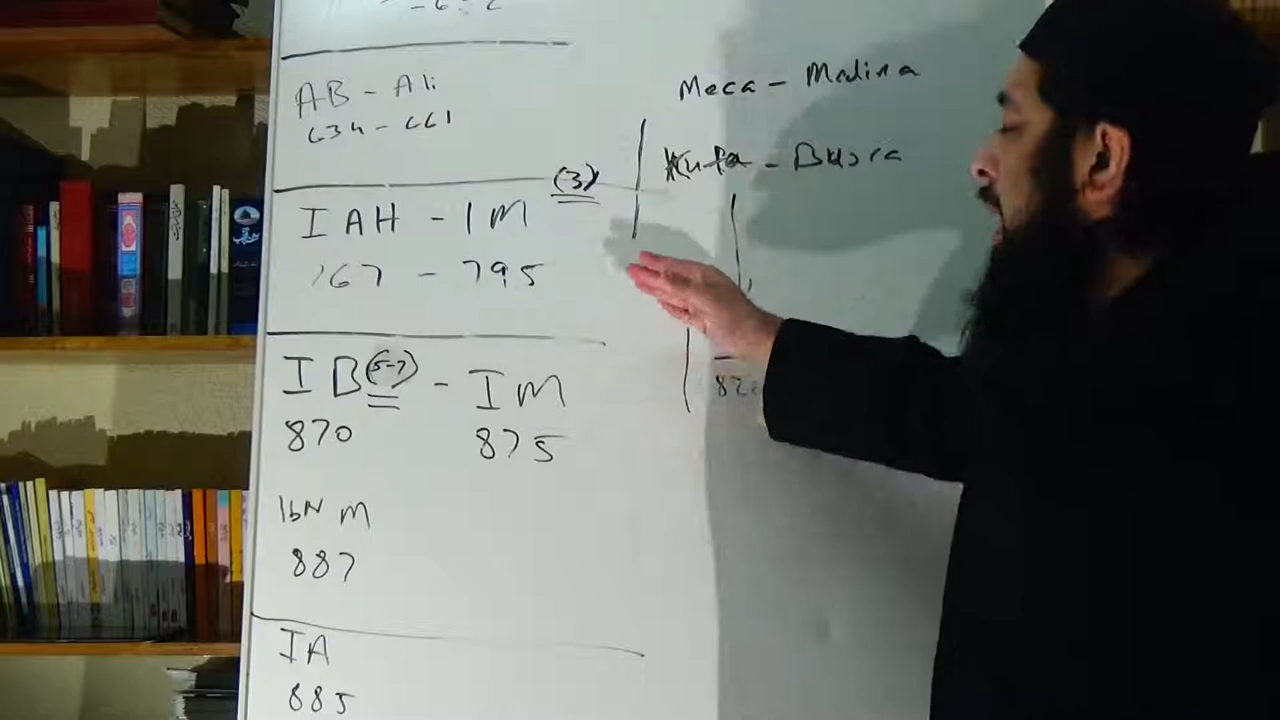 AB - Ali
634 - 661
IAH - IM (3)
767 - 795
IB (5-7) - IM
870 875
IbN M
887
IA
885
Meca - Madina
Kufa - Busra